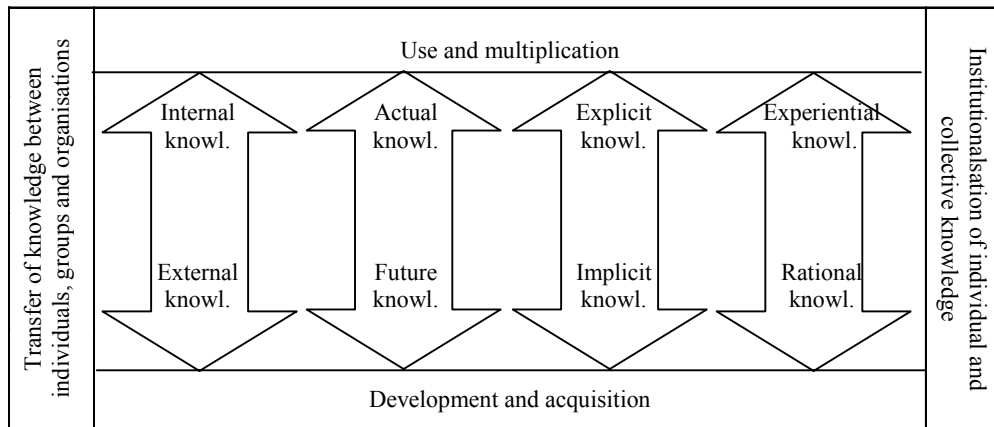 Transfer of knowledge between
individuals, groups and organisations
Use and multiplication
Internal
knowl.
Actual
knowl.
Explicit
knowl.
Experiential
knowl.
External
knowl.
Future
knowl.
Implicit
knowl.
Rational
knowl.
Development and acquisition
Institutionalsation of individual and
collective knowledge